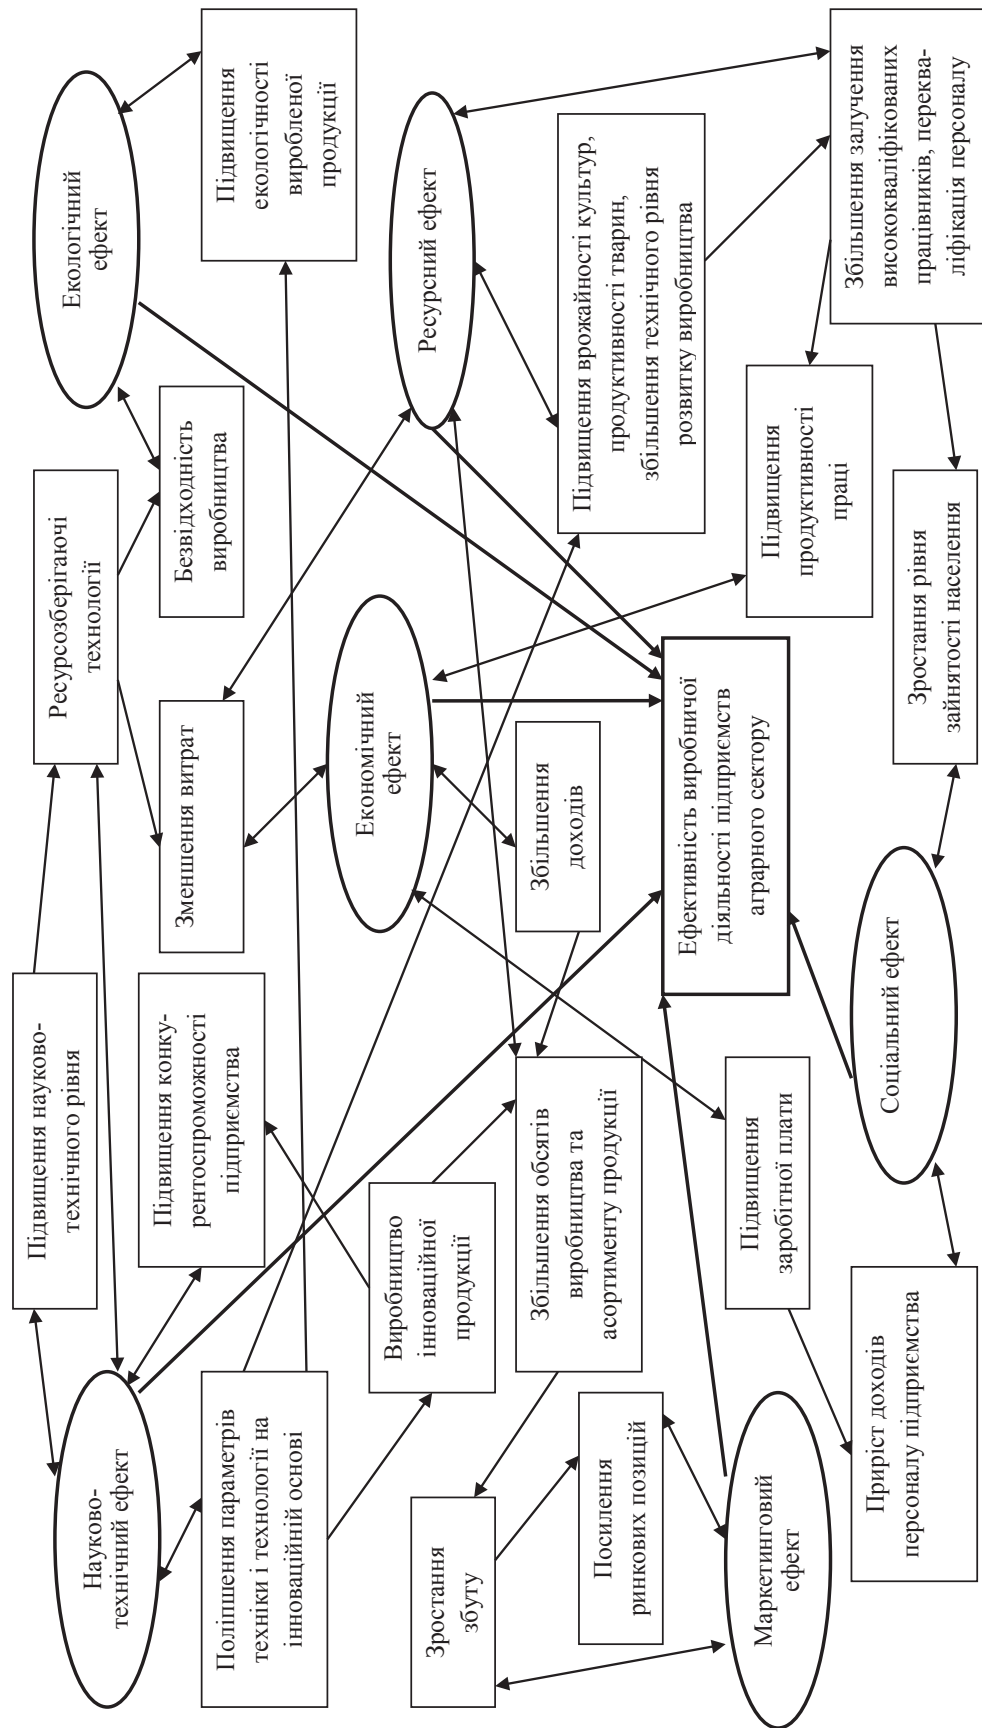 Науково-
технічний ефект
Підвищення науково-
технічного рівня
Ресурсозберігаючі
технології
Екологічний
ефект
Поліпшення параметрів
техніки і технології на
інноваційній основі
Підвищення конку-
рентоспроможності
підприємства
Зменшення витрат
Безвідходність
виробництва
Підвищення
екологічності
виробленої
продукції
Виробництво
інноваційної
продукції
Економічний
ефект
Ресурсний ефект
Зростання
збуту
Збільшення обсягів
виробництва та
асортименту продукції
Збільшення
доходів
Підвищення врожайності культур,
продуктивності тварин,
збільшення технічного рівня
розвитку виробництва
Посилення
ринкових позицій
Ефективність виробничої
діяльності підприємств
аграрного сектору
Маркетинговий
ефект
Підвищення
заробітної плати
Підвищення
продуктивності
праці
Приріст доходів
персоналу підприємства
Соціальний ефект
Зростання рівня
зайнятості населення
Збільшення залучення
висококваліфікованих
працівників, переква-
ліфікація персоналу